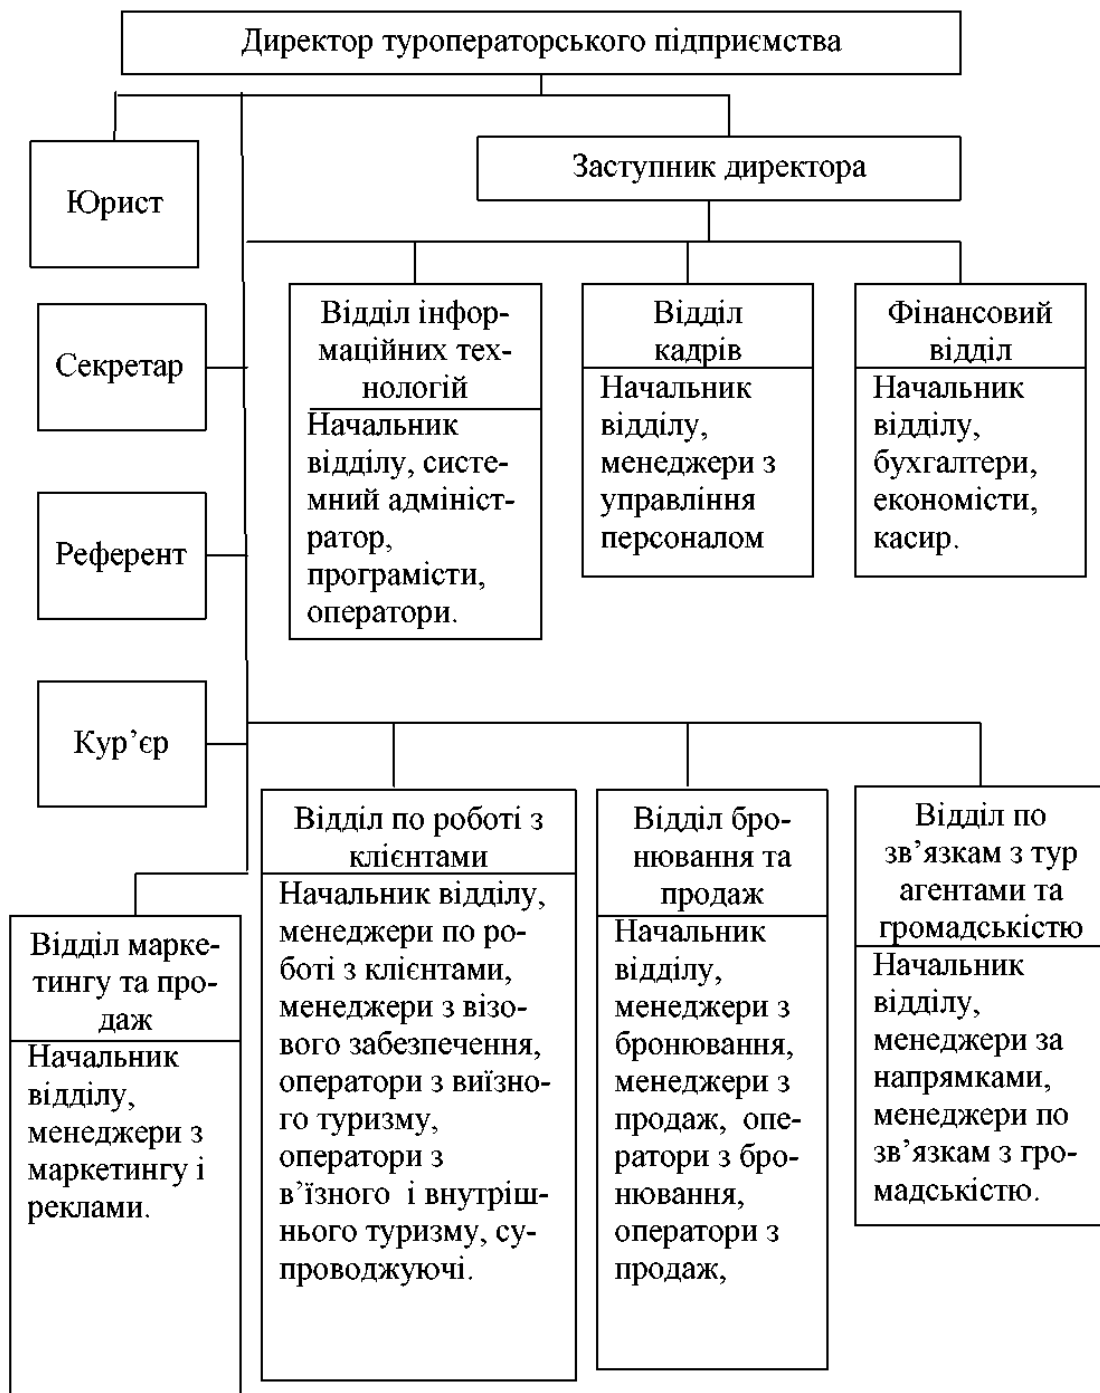 Директор туроператорського підприємства
Юрист
Заступник директора
Секретар
Референт
Кур’єр
Відділ інфор-
маційних тех-
нологій
Начальник
відділу, систе-
мний адмініст-
ратор,
програмісти,
оператори.
Відділ
кадрів
Начальник
відділу,
менеджери з
управління
персоналом
Фінансовий
відділ
Начальник
відділу,
бухгалтери,
економісти,
касир.
Відділ марке-
тингу та про-
даж
Начальник
відділу,
менеджери з
маркетингу і
реклами.
Відділ по роботі з
клієнтами
Начальник відділу,
менеджери по ро-
боті з клієнтами,
менеджери з візо-
вого забезпечення,
оператори з виїзно-
го туризму,
оператори з
в’їзного і внутріш-
нього туризму, су-
проводжуючі.
Відділ бро-
нювання та
продаж
Начальник
відділу,
менеджери з
бронювання,
менеджери з
продаж, опе-
ратори з бро-
нювання,
оператори з
продаж,
Відділ по
зв’язкам з тур
агентами та
громадськістю
Начальник
відділу,
менеджери за
напрямками,
менеджери по
зв’язкам з гро-
мадськістю.